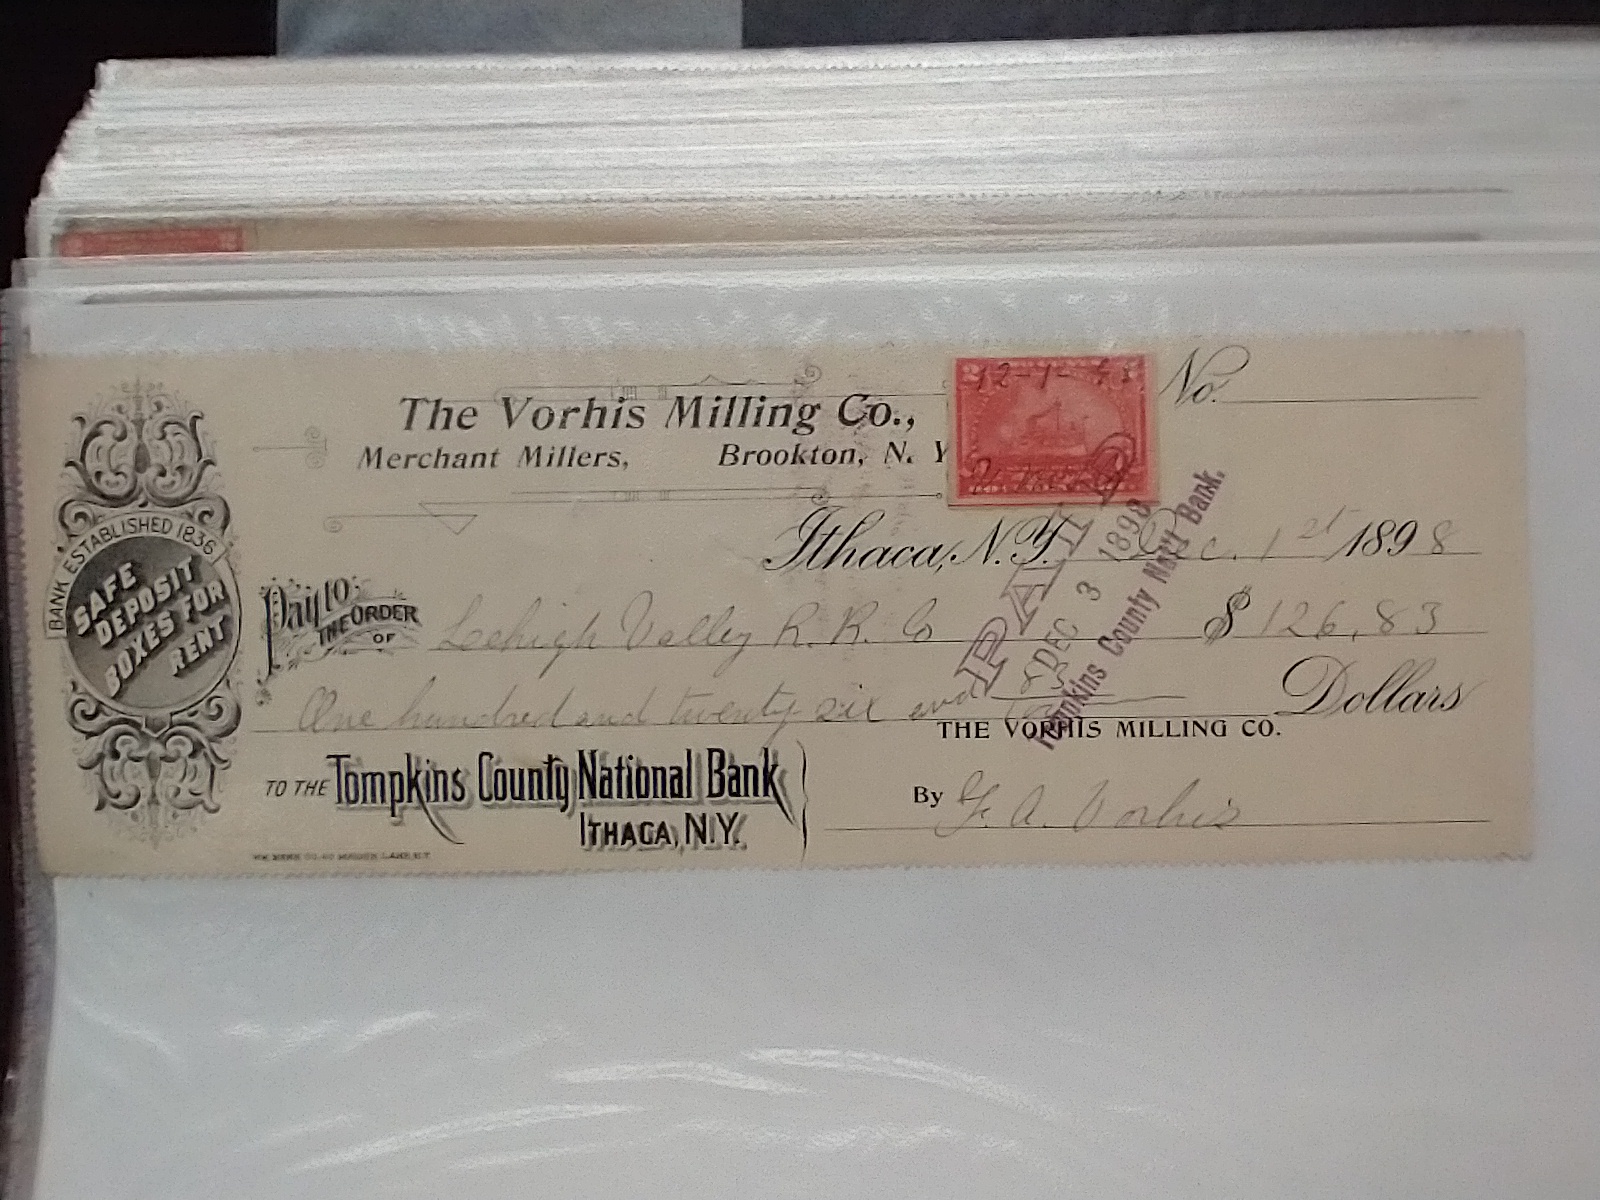 The Vorhis Milling Co.,
Merchant Millers, Brookton, N. Y
2 12-1-98 2
No.
Ithaca, N.Y. Dec. 1st 1898
BANK ESTABLISHED 1836
SAFE
DEPOSIT
BOXES FOR
RENT
Pay to
THE ORDER
OF Lehigh Valley R. R. Co $126.83
One hundred and twenty six and 83 Dollars
PAID
DEC 3 1898
Tompkins County Nat'l Bank.
THE VORHIS MILLING CO.
TO THE Tompkins County National Bank
ITHACA, N.Y.
By F. A. Vorhis